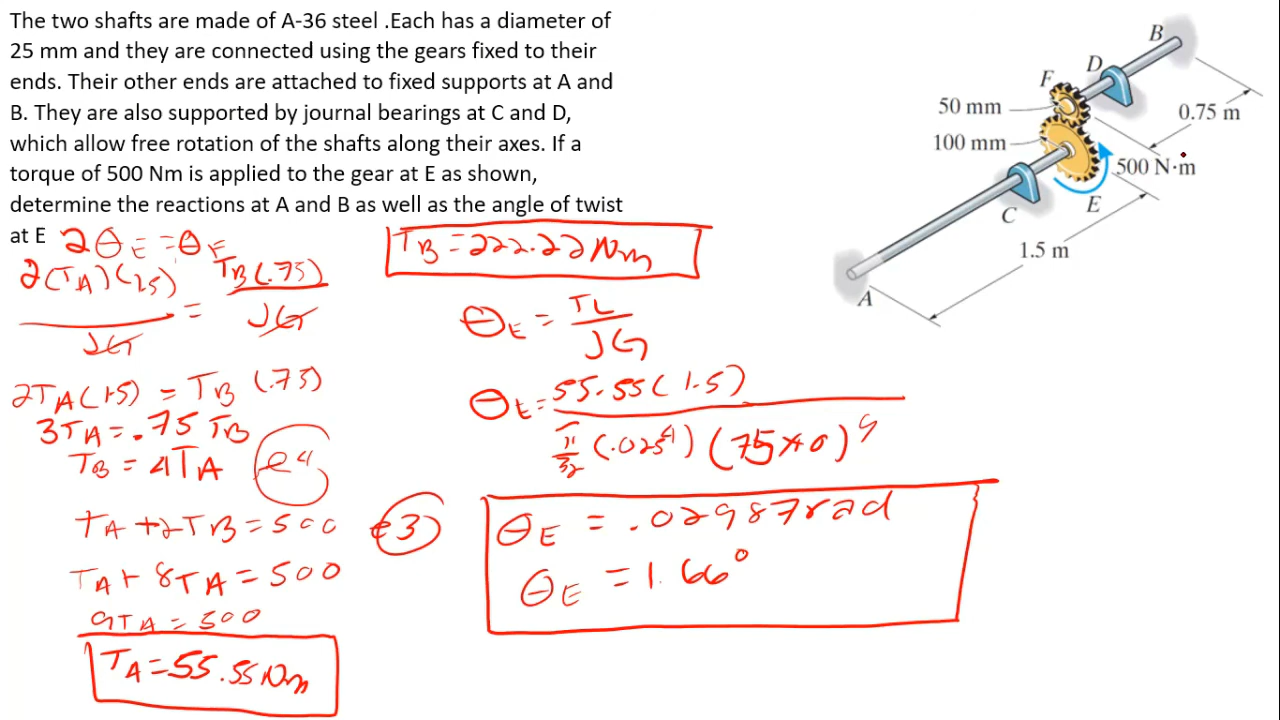 The two shafts are made of A-36 steel .Each has a diameter of
25 mm and they are connected using the gears fixed to their
ends. Their other ends are attached to fixed supports at A and
B. They are also supported by journal bearings at C and D,
which allow free rotation of the shafts along their axes. If a
torque of 500 Nm is applied to the gear at E as shown,
determine the reactions at A and B as well as the angle of twist
at E
2θE = θF
2(TA)(1.5) / JG = TB(.75) / JG
2TA(1.5) = TB(.75)
3TA = .75 TB
TB = 4TA e4
TA + 2TB = 500 e3
TA + 8TA = 500
9TA = 500
TA = 55.55 Nm
TB = 222.22 Nm
θE = TL / JG
θE = 55.55(1.5) / π/32 (.025^4) (75x10)^9
θE = .02987 rad
θE = 1.66°
B
D
F
50 mm
0.75 m
100 mm
500 N·m
C
E
1.5 m
A